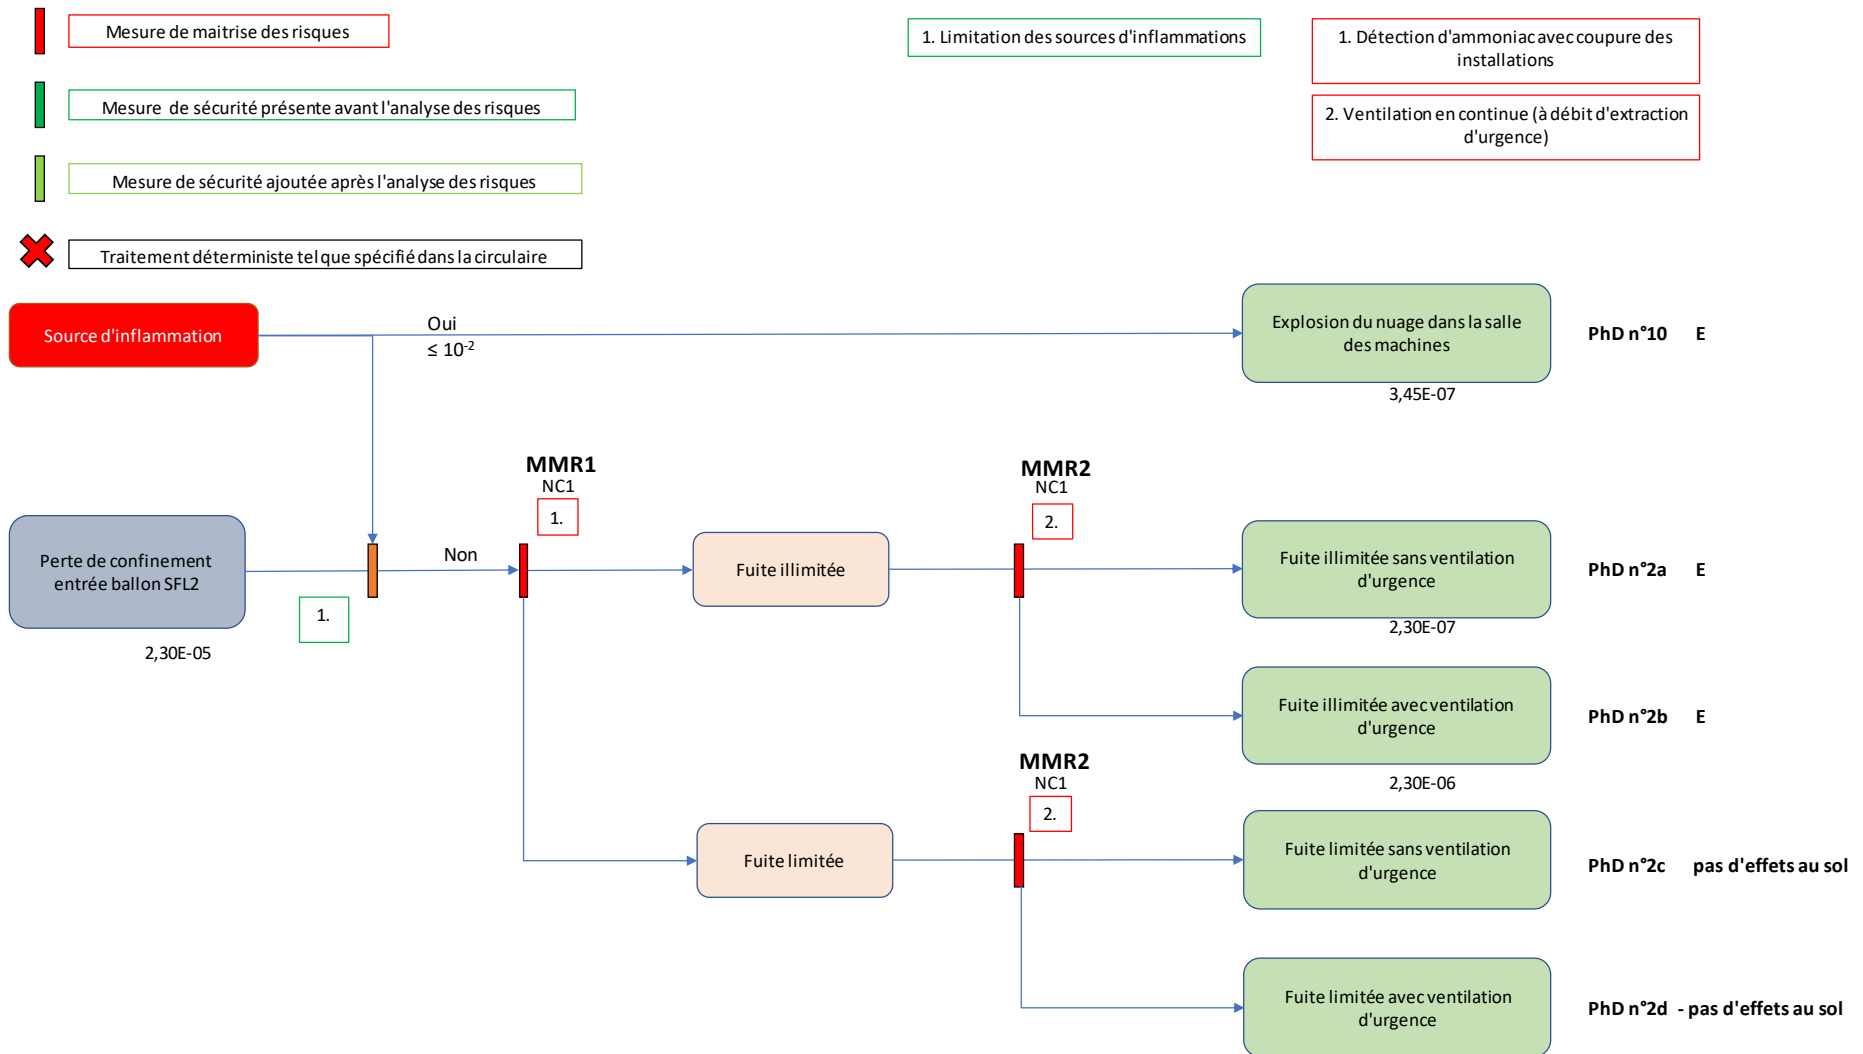 Mesure de maitrise des risques
Mesure de sécurité présente avant l'analyse des risques
Mesure de sécurité ajoutée après l'analyse des risques
Traitement déterministe tel que spécifié dans la circulaire
1. Limitation des sources d'inflammations
1. Détection d'ammoniac avec coupure des
installations
2. Ventilation en continue (à débit d'extraction
d'urgence)
Source d'inflammation
Oui
≤ 10-2
Explosion du nuage dans la salle
des machines
3,45E-07
PhD n°10 E
Perte de confinement
entrée ballon SFL2
2,30E-05
1.
Non
MMR1
NC1
1.
Fuite illimitée
MMR2
NC1
2.
Fuite illimitée sans ventilation
d'urgence
2,30E-07
PhD n°2a E
Fuite illimitée avec ventilation
d'urgence
2,30E-06
PhD n°2b E
Fuite limitée
MMR2
NC1
2.
Fuite limitée sans ventilation
d'urgence
PhD n°2c pas d'effets au sol
Fuite limitée avec ventilation
d'urgence
PhD n°2d - pas d'effets au sol